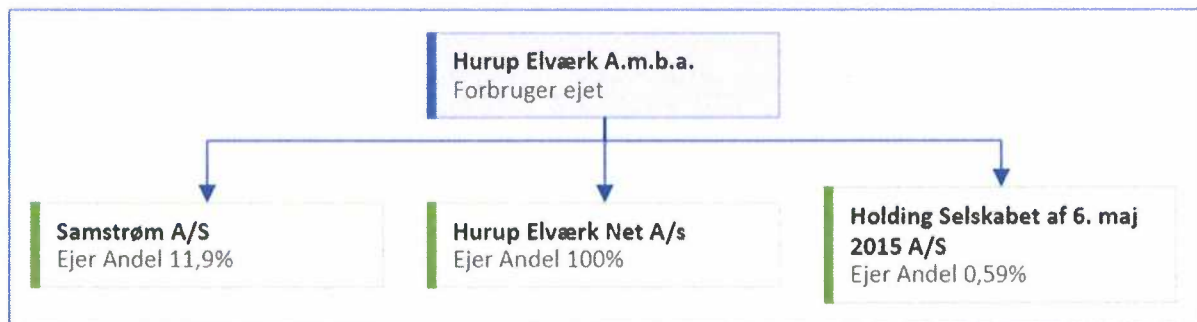 Hurup Elværk A.m.b.a.
Forbruger ejet
Samstrøm A/S
Ejer Andel 11,9%
Hurup Elværk Net A/s
Ejer Andel 100%
Holding Selskabet af 6. maj
2015 A/S
Ejer Andel 0,59%